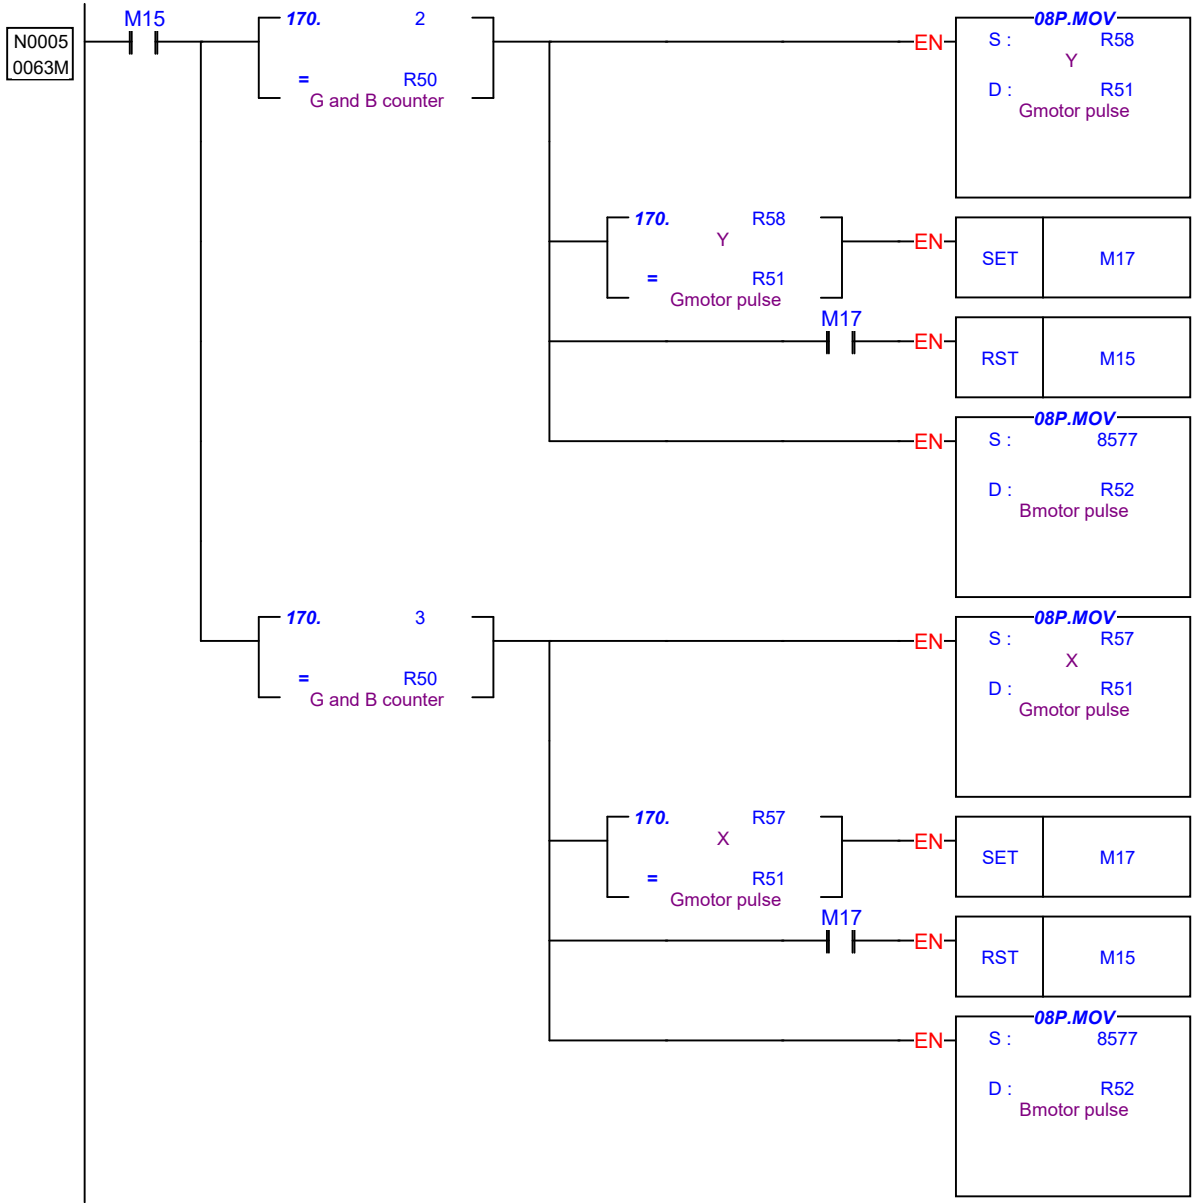 M15
N0005
0063M
170. 2
= R50
G and B counter
EN
08P.MOV
S : R58
Y
D : R51
Gmotor pulse
170. R58
Y
= R51
Gmotor pulse
EN
SET M17
M17
EN
RST M15
EN
08P.MOV
S : 8577
D : R52
Bmotor pulse
170. 3
= R50
G and B counter
EN
08P.MOV
S : R57
X
D : R51
Gmotor pulse
170. R57
X
= R51
Gmotor pulse
EN
SET M17
M17
EN
RST M15
EN
08P.MOV
S : 8577
D : R52
Bmotor pulse